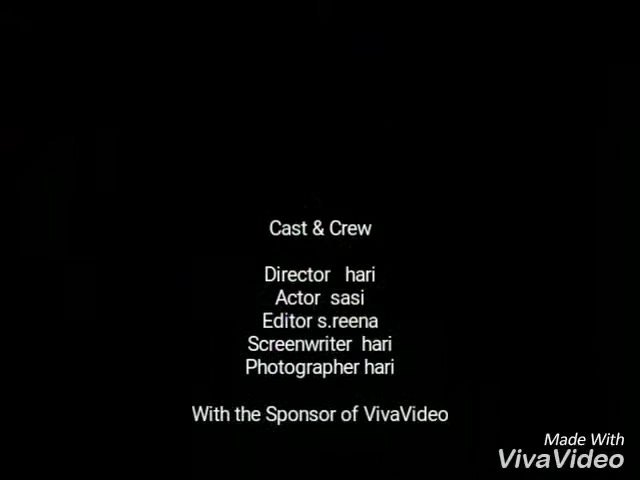 Cast & Crew
Director hari
Actor sasi
Editor s.reena
Screenwriter hari
Photographer hari
With the Sponsor of VivaVideo
Made With
VivaVideo